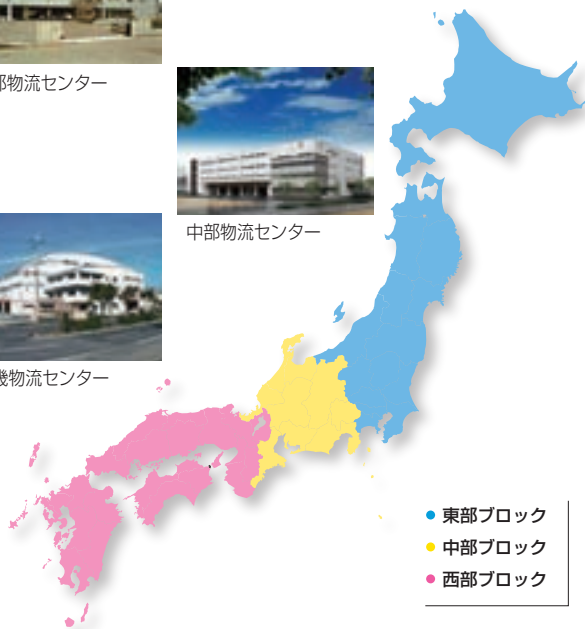 部物流センター
中部物流センター
畿物流センター
東部ブロック
中部ブロック
西部ブロック